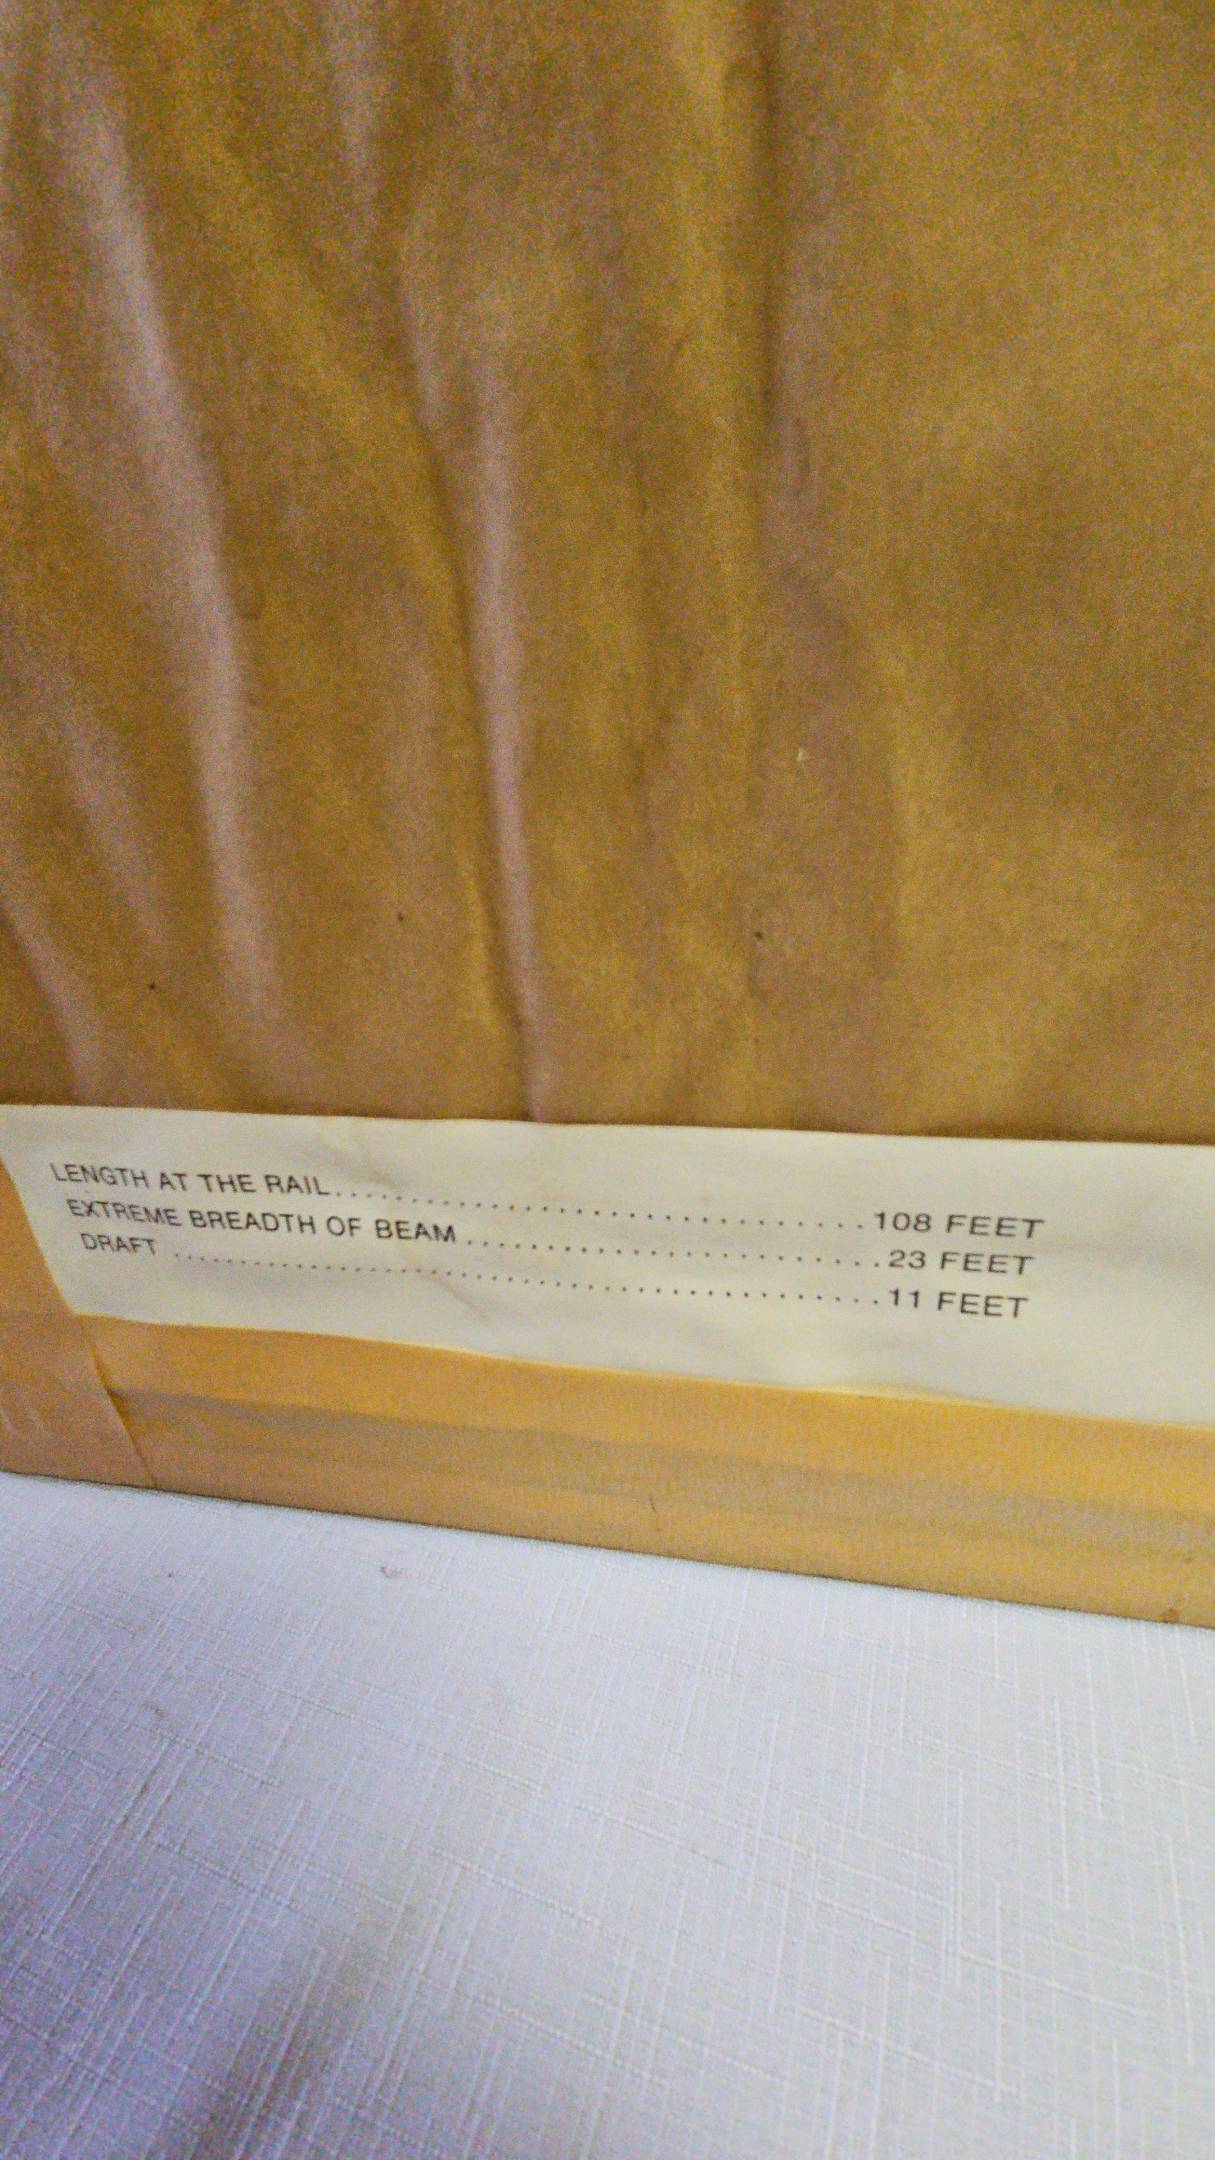 LENGTH AT THE RAIL..............................108 FEET
EXTREME BREADTH OF BEAM.......................23 FEET
DRAFT ........................................11 FEET